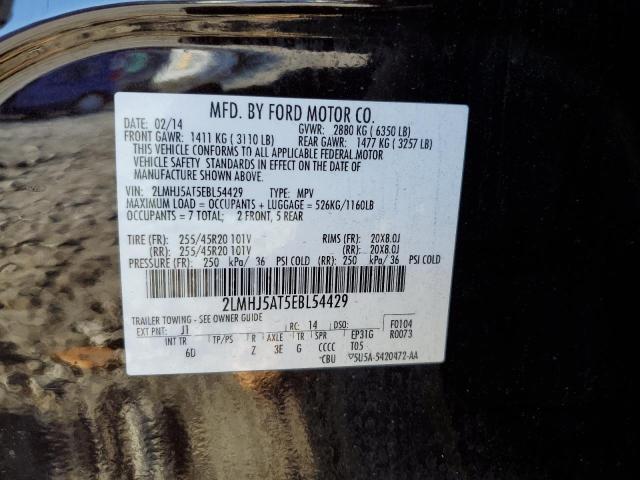 MFD. BY FORD MOTOR CO.
DATE: 02/14 GVWR: 2880 KG ( 6350 LB)
FRONT GAWR: 1411 KG ( 3110 LB) REAR GAWR: 1477 KG ( 3257 LB)
THIS VEHICLE CONFORMS TO ALL APPLICABLE FEDERAL MOTOR
VEHICLE SAFETY STANDARDS IN EFFECT ON THE DATE OF
MANUFACTURE SHOWN ABOVE.
VIN: 2LMHJ5AT5EBL54429 TYPE: MPV
MAXIMUM LOAD = OCCUPANTS + LUGGAGE = 526KG/1160LB
OCCUPANTS = 7 TOTAL: 2 FRONT, 5 REAR
TIRE (FR): 255/45R20 101V RIMS (FR): 20X8.0J
(RR): 255/45R20 101V (RR): 20X8.0J
PRESSURE (FR): 250 kPa/ 36 PSI COLD (RR): 250 kPa/ 36 PSI COLD
2LMHJ5AT5EBL54429
TRAILER TOWING - SEE OWNER GUIDE
EXT PNT: J1 RC: 14 DSO: F0104
INT TR TP/PS R AXLE TR SPR EP31G R0073
6D Z 3E G CCCC T05
CBU 5U5A-5420472-AA